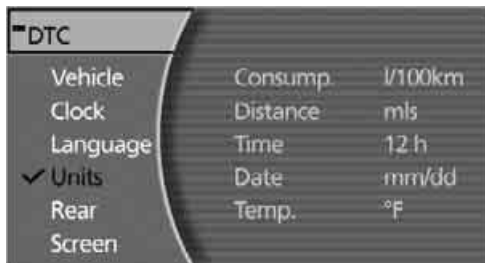 DTC
Vehicle
Clock
Language
✓ Units
Rear
Screen
Consump. l/100km
Distance mls
Time 12 h
Date mm/dd
Temp. °F